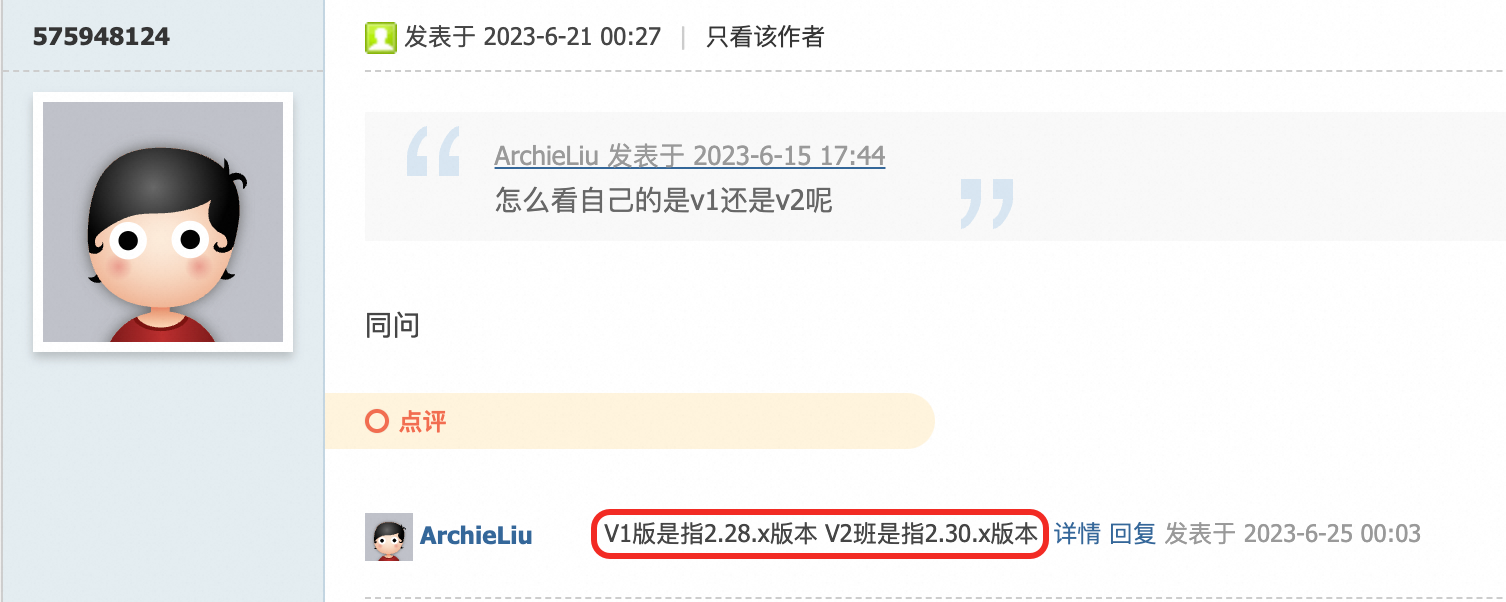 575948124
发表于 2023-6-21 00:27 | 只看该作者
ArchieLiu 发表于 2023-6-15 17:44
怎么看自己的是v1还是v2呢
同问
点评
ArchieLiu V1版是指2.28.x版本 V2班是指2.30.x版本 详情 回复 发表于 2023-6-25 00:03